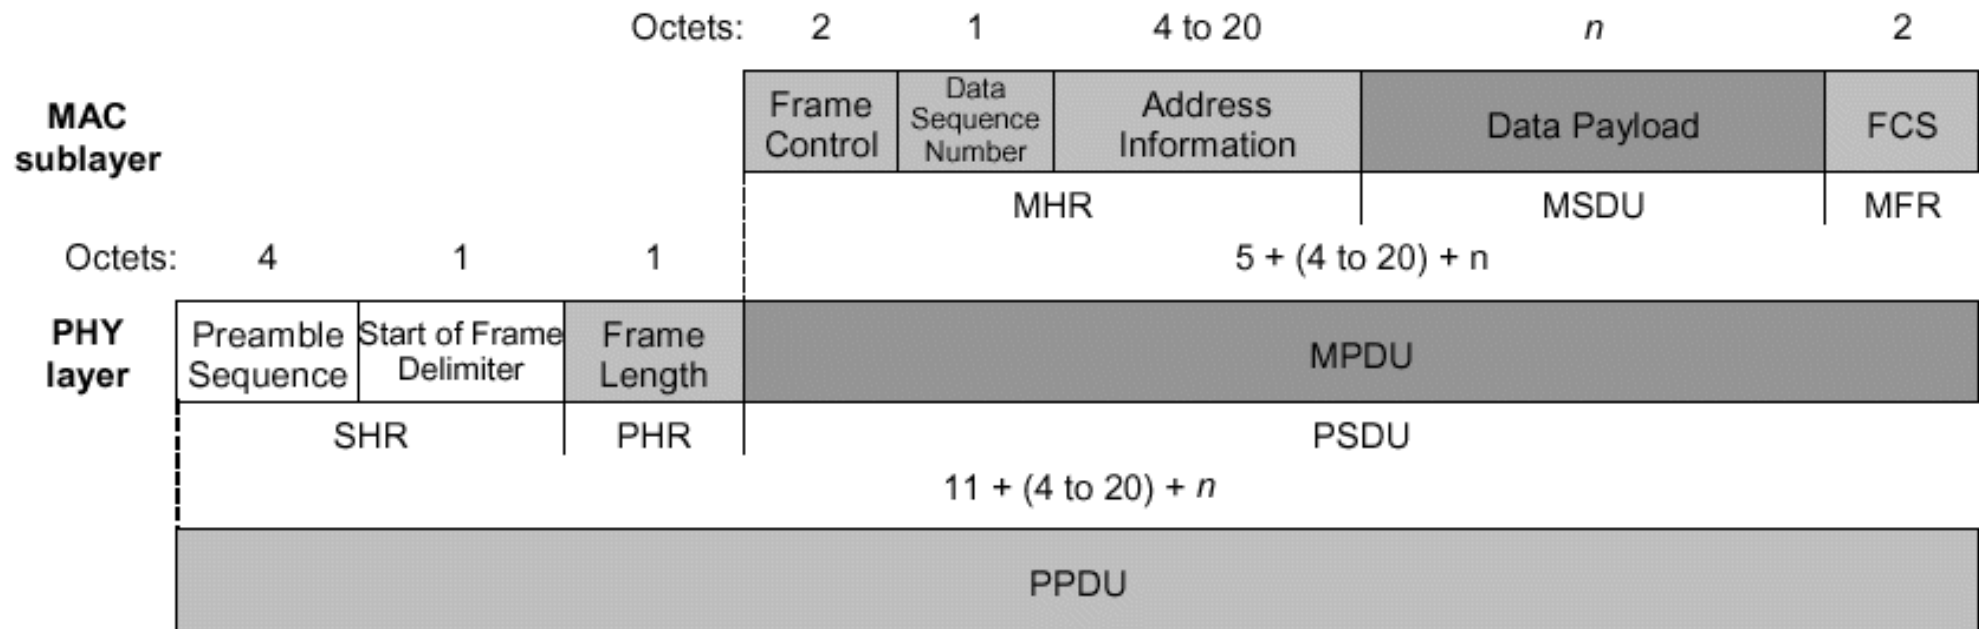 Octets: 2 1 4 to 20 n 2
MAC
sublayer
Frame
Control
Data
Sequence
Number
Address
Information
Data Payload
FCS
MHR MSDU MFR
Octets: 4 1 1 5 + (4 to 20) + n
PHY
layer
Preamble
Sequence
Start of Frame
Delimiter
Frame
Length
MPDU
SHR PHR PSDU
11 + (4 to 20) + n
PPDU